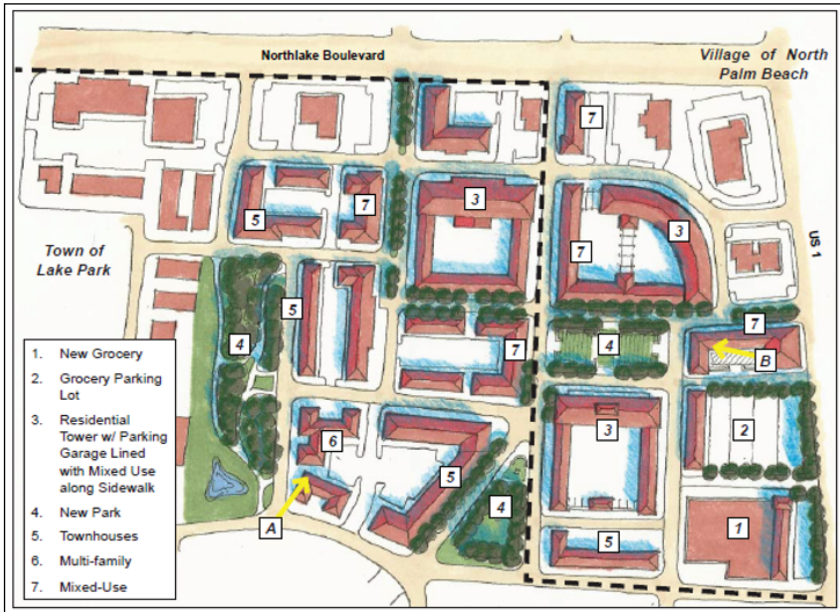 Northlake Boulevard
Village of North
Palm Beach
7
5
7
3
7
3
US 1
Town of
Lake Park
4
5
7
4
7
B
6
5
3
2
A
4
5
1
1. New Grocery
2. Grocery Parking
Lot
3. Residential
Tower w/ Parking
Garage Lined
with Mixed Use
along Sidewalk
4. New Park
5. Townhouses
6. Multi-family
7. Mixed-Use